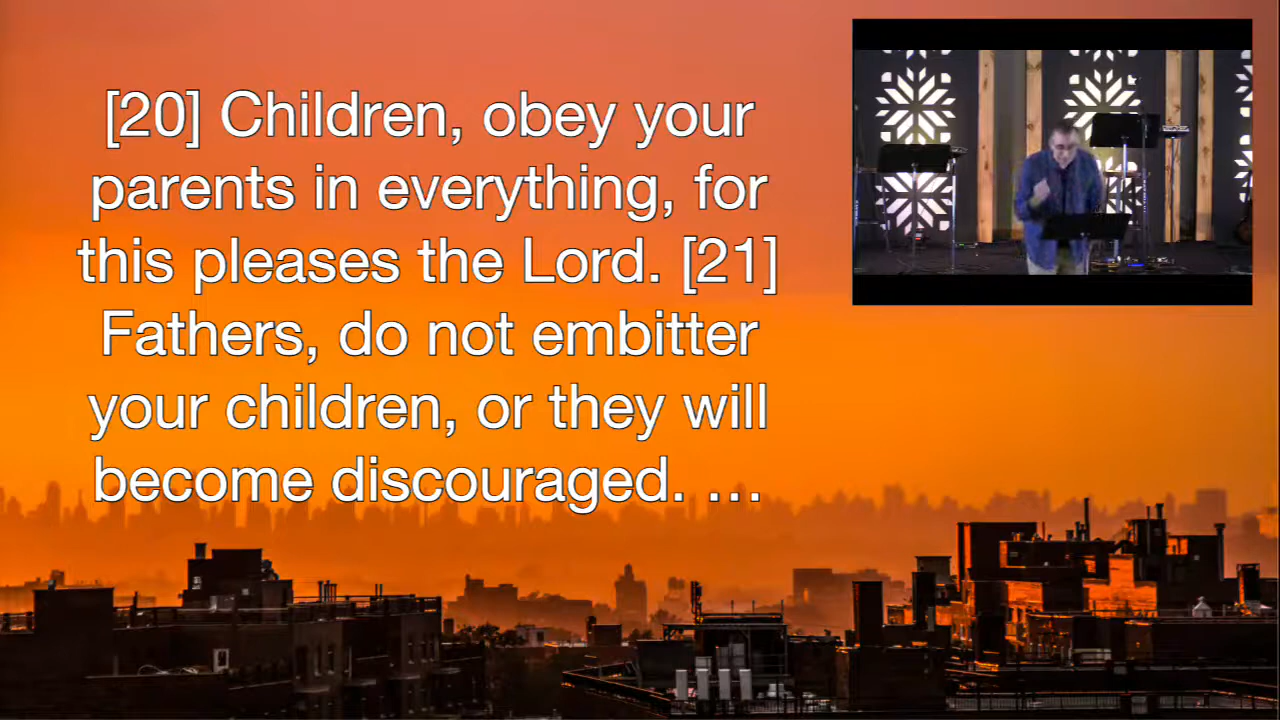 [20] Children, obey your
parents in everything, for
this pleases the Lord. [21]
Fathers, do not embitter
your children, or they will
become discouraged. …